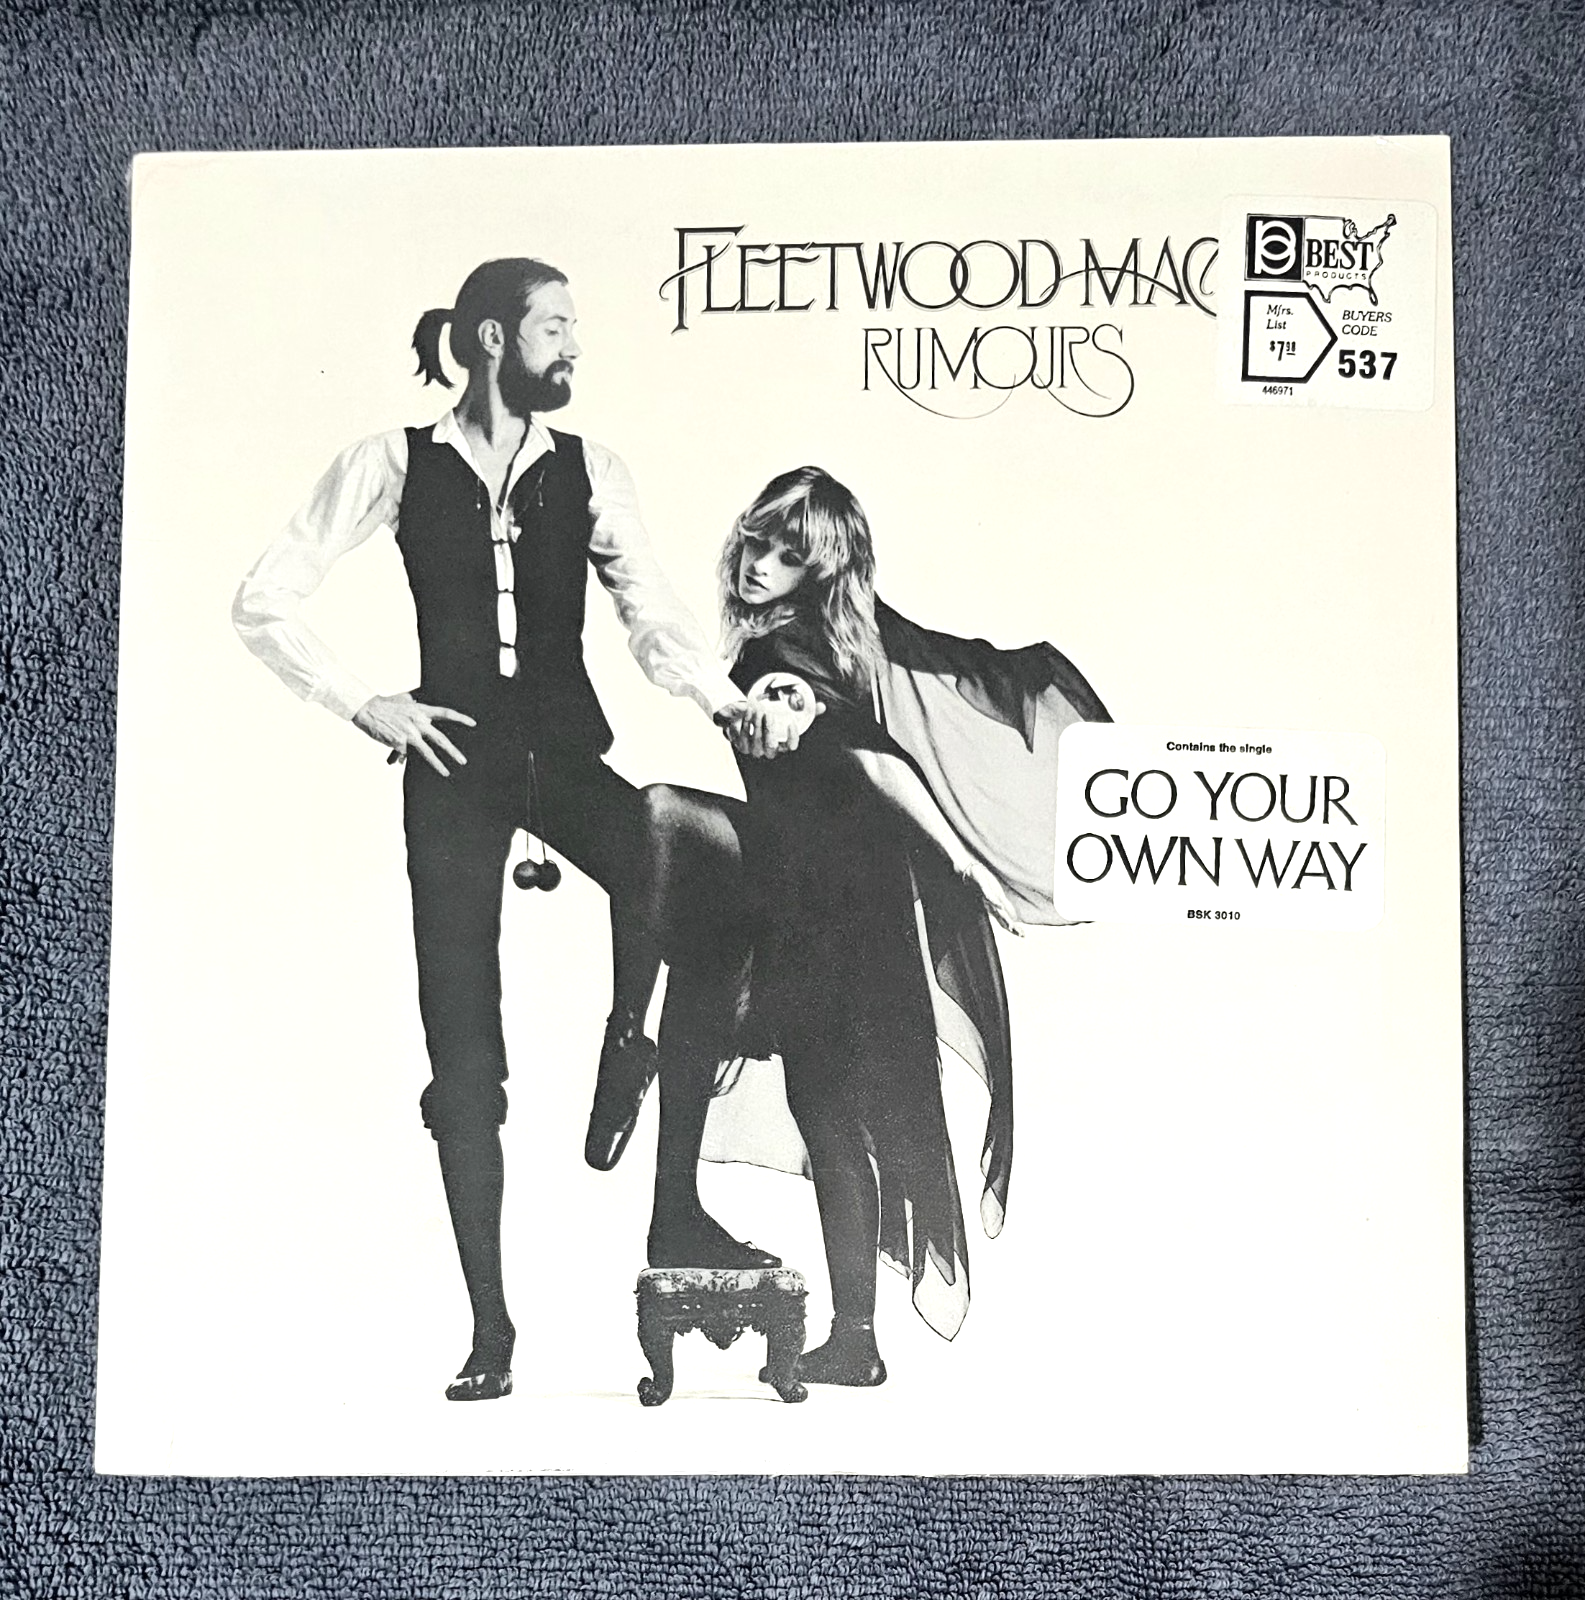 FLEETWOOD MAC
RUMOURS
BEST
PRODUCTS
Mfrs.
List
$7.98
BUYERS
CODE
537
446971
Contains the single
GO YOUR
OWN WAY
BSK 3010